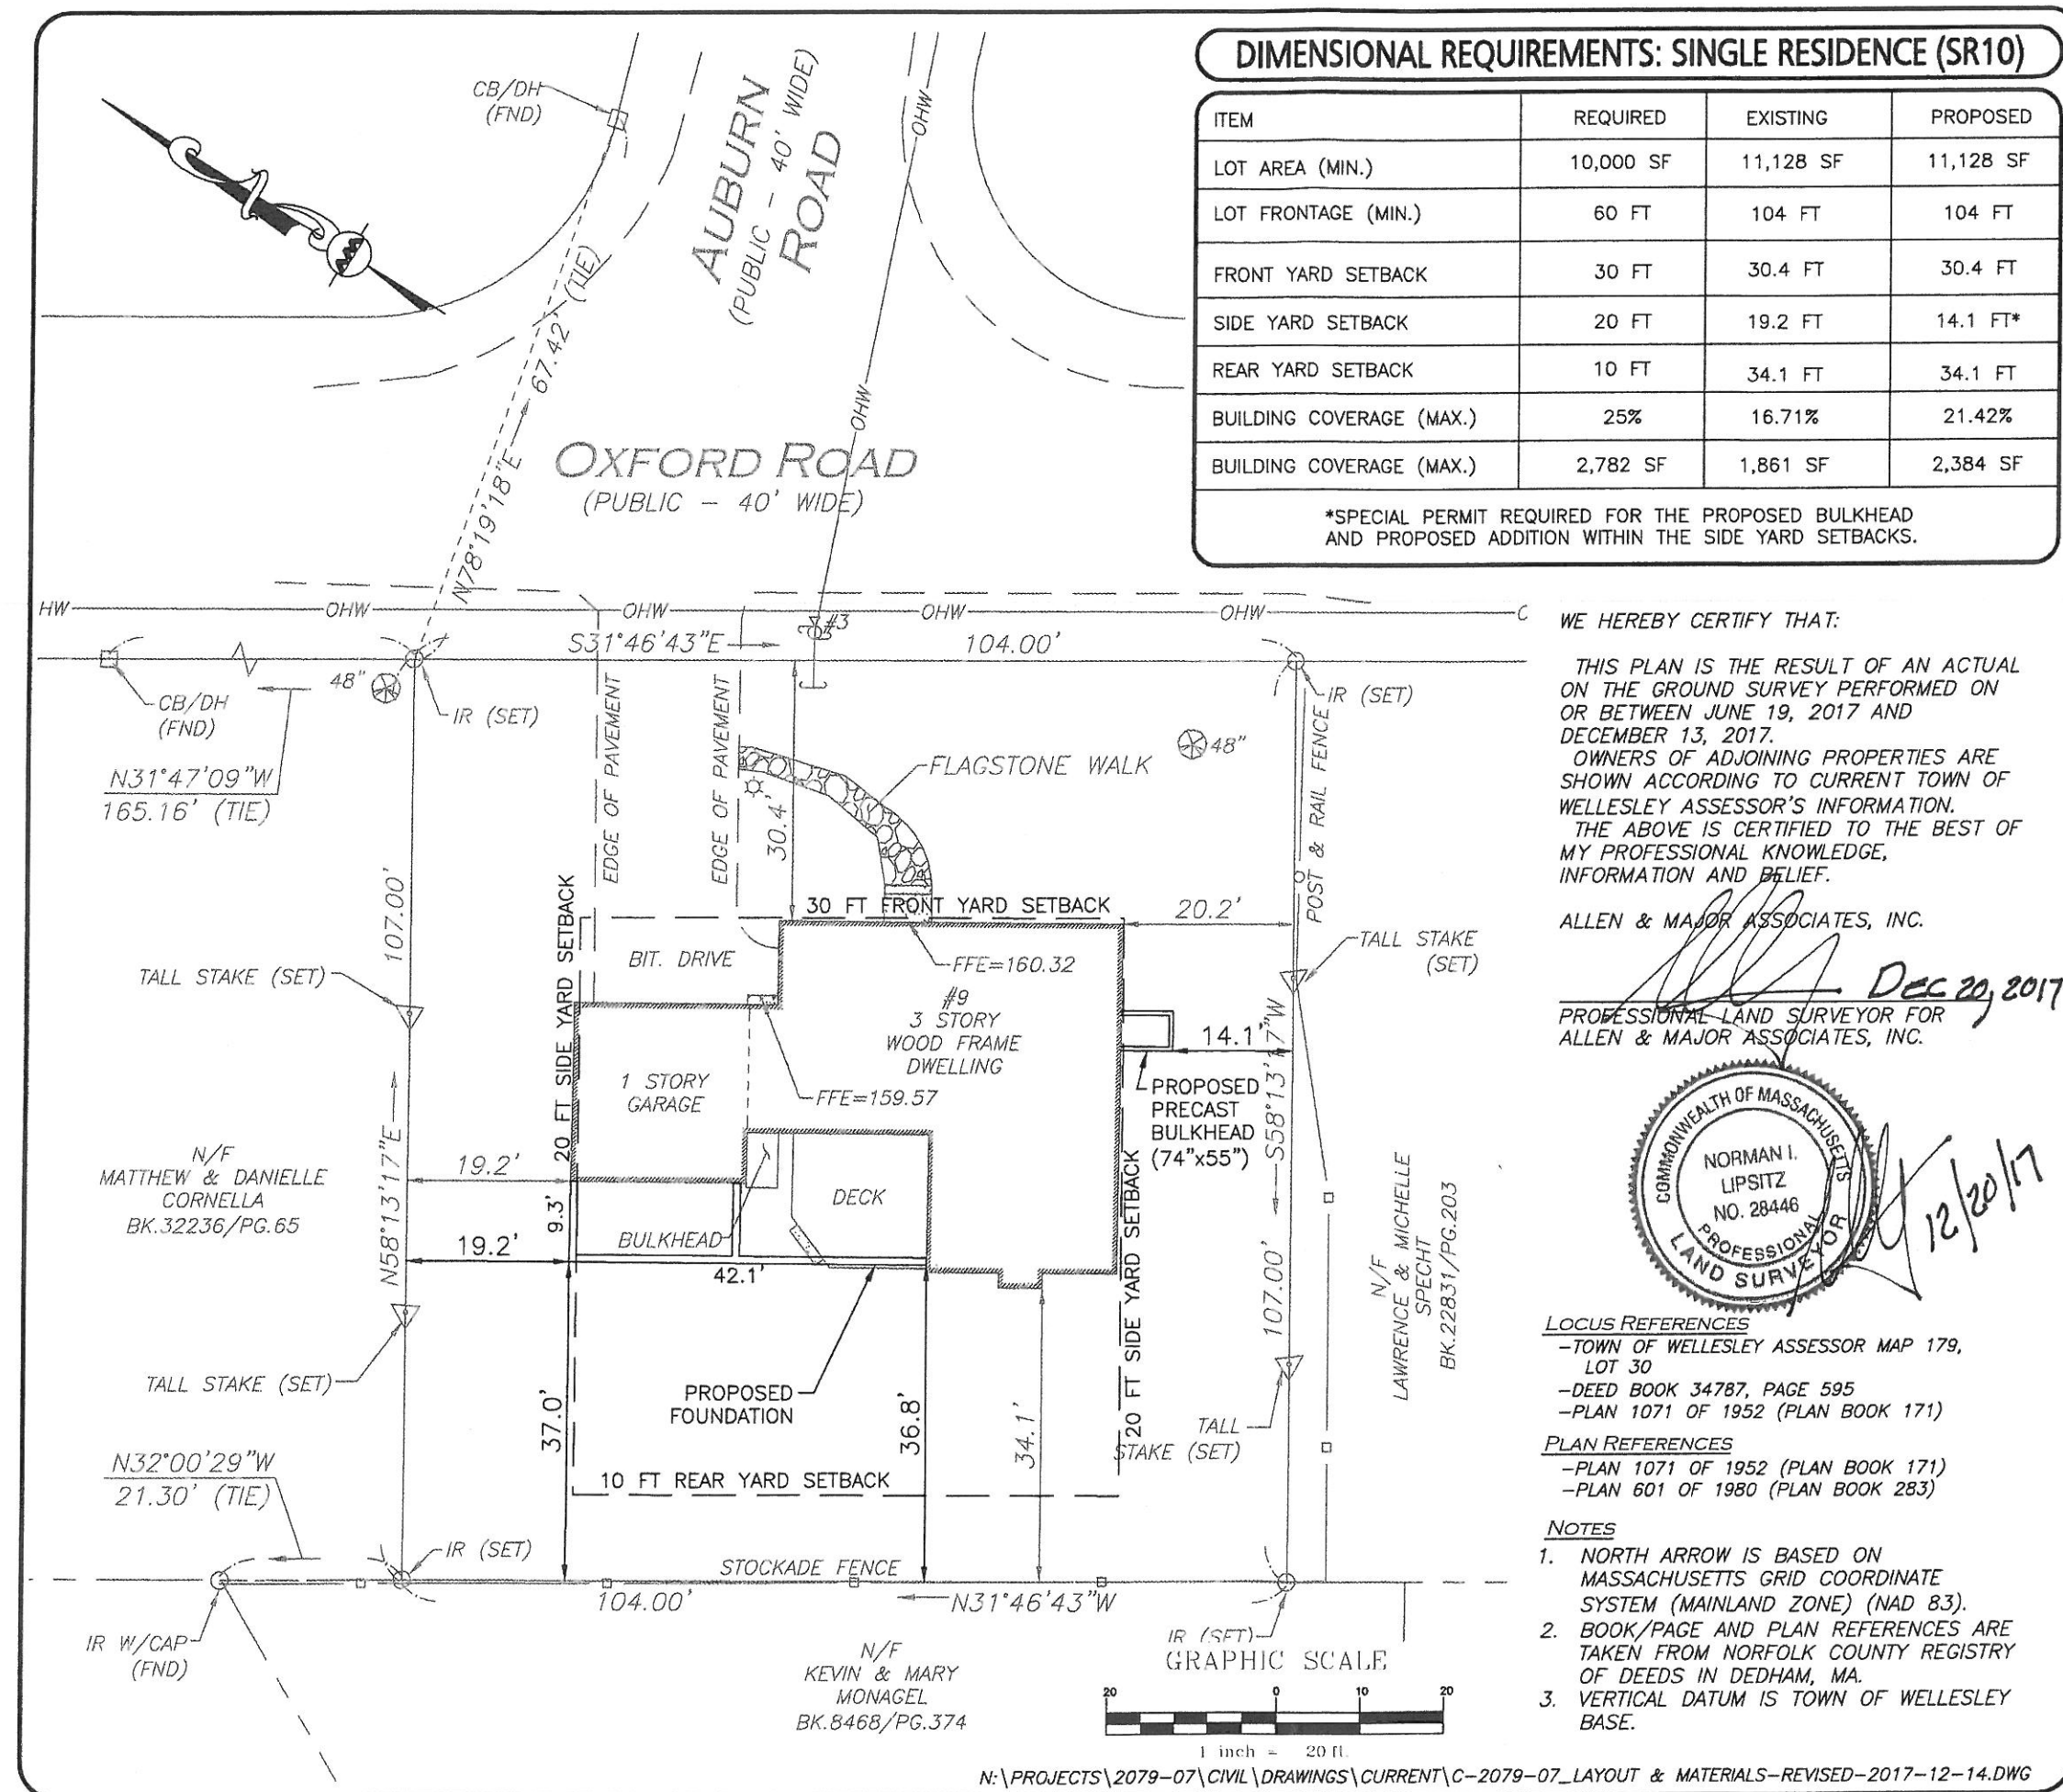 DIMENSIONAL REQUIREMENTS: SINGLE RESIDENCE (SR10)
ITEM REQUIRED EXISTING PROPOSED
LOT AREA (MIN.) 10,000 SF 11,128 SF 11,128 SF
LOT FRONTAGE (MIN.) 60 FT 104 FT 104 FT
FRONT YARD SETBACK 30 FT 30.4 FT 30.4 FT
SIDE YARD SETBACK 20 FT 19.2 FT 14.1 FT*
REAR YARD SETBACK 10 FT 34.1 FT 34.1 FT
BUILDING COVERAGE (MAX.) 25% 16.71% 21.42%
BUILDING COVERAGE (MAX.) 2,782 SF 1,861 SF 2,384 SF
*SPECIAL PERMIT REQUIRED FOR THE PROPOSED BULKHEAD
AND PROPOSED ADDITION WITHIN THE SIDE YARD SETBACKS.
CB/DH
(FND)
AUBURN
(PUBLIC - 40' WIDE)
ROAD
OHW
OHW
N78°19'18"E 67.42' (TIE)
OXFORD ROAD
(PUBLIC - 40' WIDE)
HW OHW OHW OHW OHW
#3
S31°46'43"E 104.00'
48"
CB/DH
(FND)
IR (SET)
IR (SET)
N31°47'09"W
165.16' (TIE)
EDGE OF PAVEMENT
EDGE OF PAVEMENT
30.4'
FLAGSTONE WALK
48"
POST & RAIL FENCE
107.00'
N58°13'17"E
TALL STAKE (SET)
20 FT SIDE YARD SETBACK
30 FT FRONT YARD SETBACK
20.2'
TALL STAKE
(SET)
BIT. DRIVE
FFE=160.32
#9
3 STORY
WOOD FRAME
DWELLING
1 STORY
GARAGE
FFE=159.57
14.1'
S58°13'17"W
107.00'
PROPOSED
PRECAST
BULKHEAD
(74"x55")
N/F
MATTHEW & DANIELLE
CORNELLA
BK.32236/PG.65
19.2'
9.3'
19.2'
BULKHEAD
DECK
42.1'
20 FT SIDE YARD SETBACK
N/F
LAWRENCE & MICHELLE
SPECHT
BK.22831/PG.203
TALL STAKE (SET)
37.0'
PROPOSED
FOUNDATION
36.8'
34.1'
TALL
STAKE (SET)
N32°00'29"W
21.30' (TIE)
10 FT REAR YARD SETBACK
IR (SET)
STOCKADE FENCE
104.00'
N31°46'43"W
IR W/CAP
(FND)
N/F
KEVIN & MARY
MONAGEL
BK.8468/PG.374
IR (SET)
GRAPHIC SCALE
20 0 10 20
1 inch = 20 ft.
WE HEREBY CERTIFY THAT:
THIS PLAN IS THE RESULT OF AN ACTUAL
ON THE GROUND SURVEY PERFORMED ON
OR BETWEEN JUNE 19, 2017 AND
DECEMBER 13, 2017.
OWNERS OF ADJOINING PROPERTIES ARE
SHOWN ACCORDING TO CURRENT TOWN OF
WELLESLEY ASSESSOR'S INFORMATION.
THE ABOVE IS CERTIFIED TO THE BEST OF
MY PROFESSIONAL KNOWLEDGE,
INFORMATION AND BELIEF.
ALLEN & MAJOR ASSOCIATES, INC.
DEC 20, 2017
PROFESSIONAL LAND SURVEYOR FOR
ALLEN & MAJOR ASSOCIATES, INC.
COMMONWEALTH OF MASSACHUSETTS
NORMAN I.
LIPSITZ
NO. 28446
PROFESSIONAL
LAND SURVEYOR
12/20/17
LOCUS REFERENCES
-TOWN OF WELLESLEY ASSESSOR MAP 179,
LOT 30
-DEED BOOK 34787, PAGE 595
-PLAN 1071 OF 1952 (PLAN BOOK 171)
PLAN REFERENCES
-PLAN 1071 OF 1952 (PLAN BOOK 171)
-PLAN 601 OF 1980 (PLAN BOOK 283)
NOTES
1. NORTH ARROW IS BASED ON
MASSACHUSETTS GRID COORDINATE
SYSTEM (MAINLAND ZONE) (NAD 83).
2. BOOK/PAGE AND PLAN REFERENCES ARE
TAKEN FROM NORFOLK COUNTY REGISTRY
OF DEEDS IN DEDHAM, MA.
3. VERTICAL DATUM IS TOWN OF WELLESLEY
BASE.
N:\PROJECTS\2079-07\CIVIL\DRAWINGS\CURRENT\C-2079-07_LAYOUT & MATERIALS-REVISED-2017-12-14.DWG